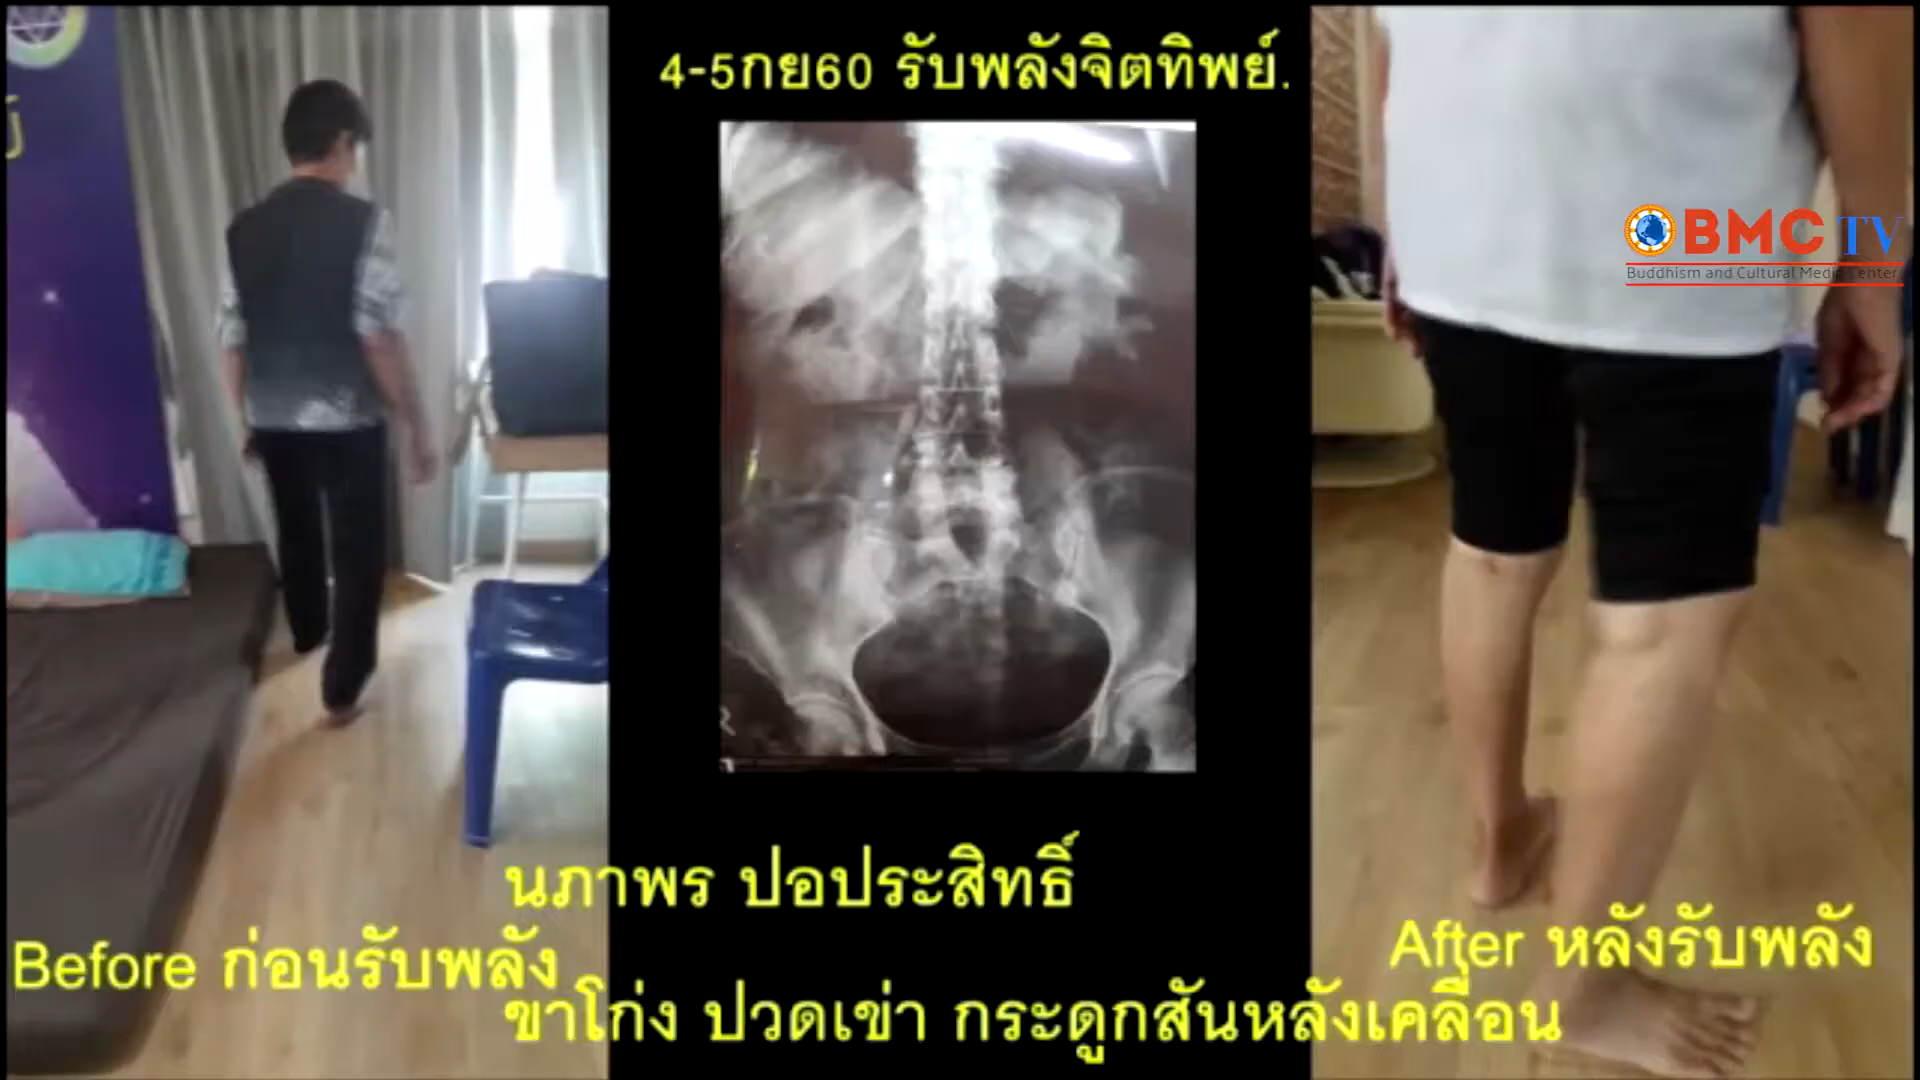 4-5กย60 รับพลังจิตทิพย์.
BMC TV
Buddhism and Cultural Media Center
นภาพร ปอประสิทธิ์
Before ก่อนรับพลัง
After หลังรับพลัง
ขาโก่ง ปวดเข่า กระดูกสันหลังเคลื่อน